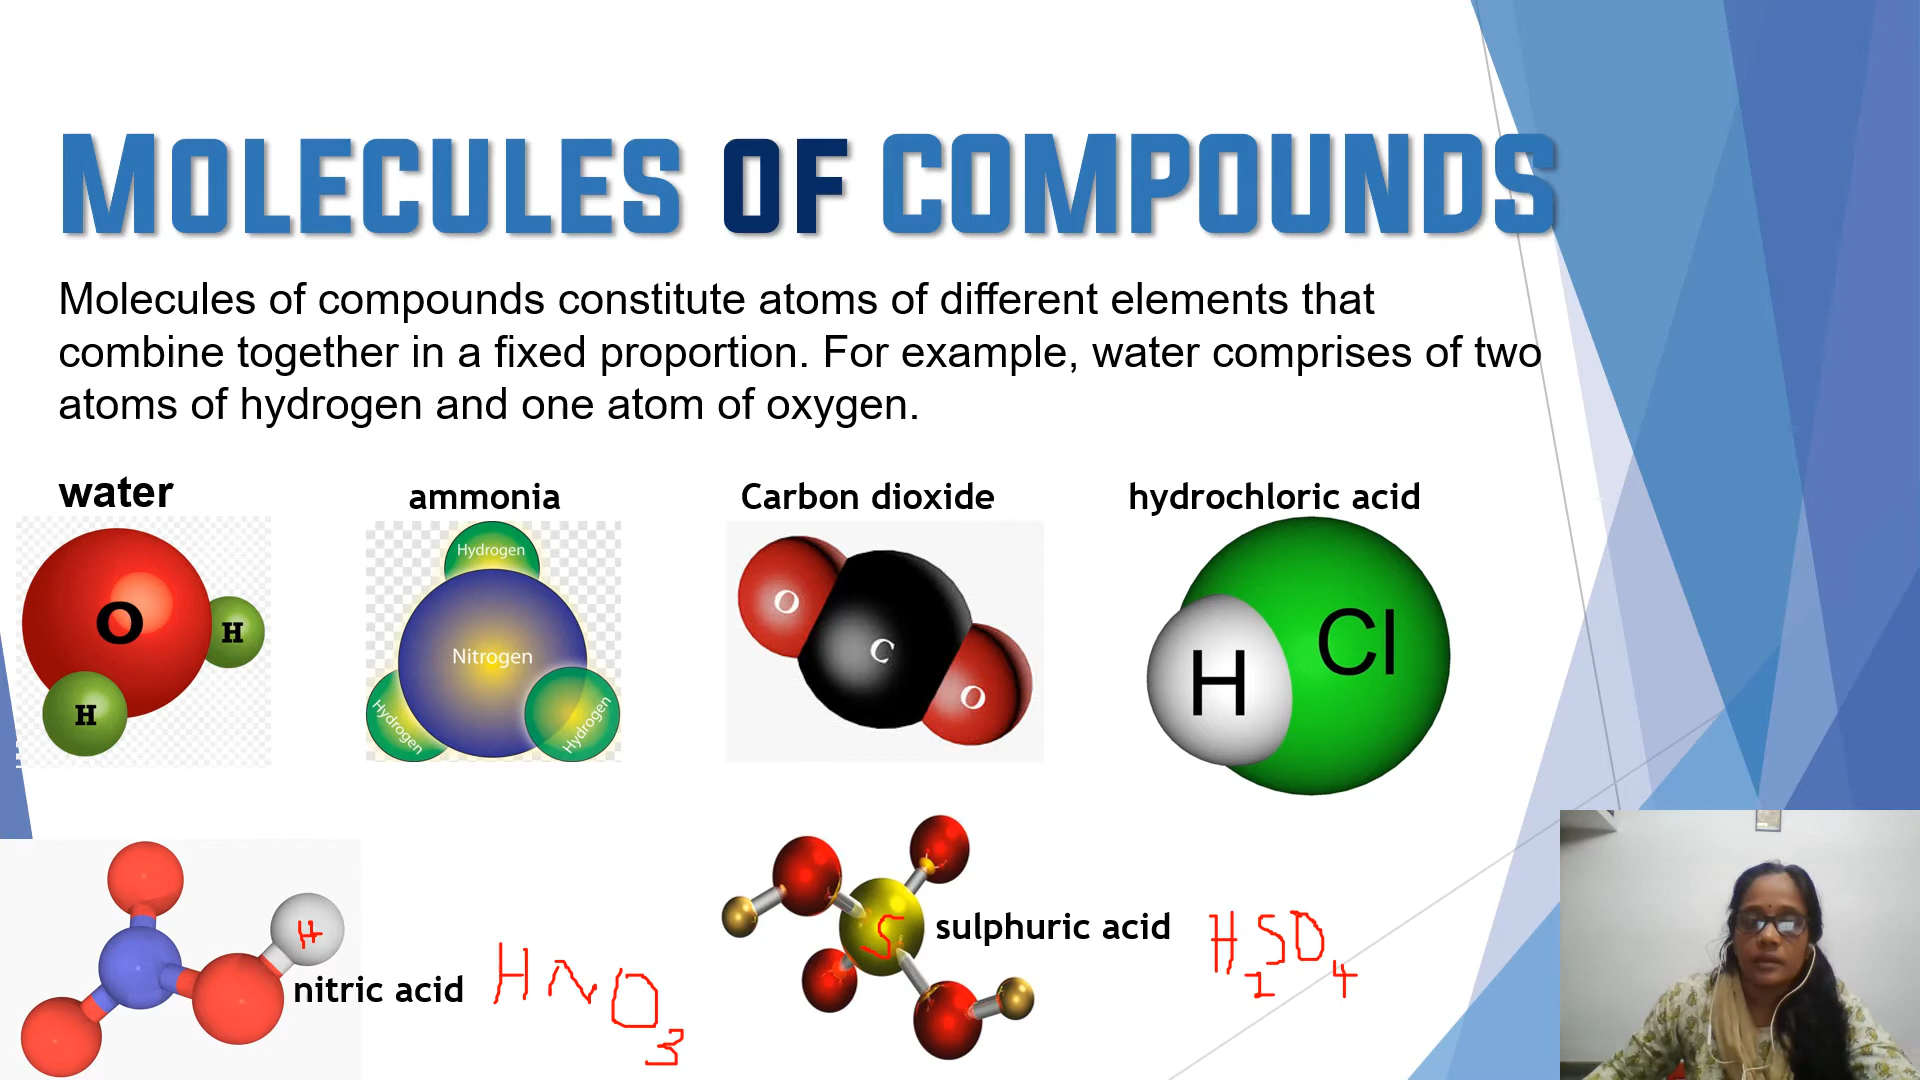 MOLECULES OF COMPOUNDS
Molecules of compounds constitute atoms of different elements that
combine together in a fixed proportion. For example, water comprises of two
atoms of hydrogen and one atom of oxygen.
water
ammonia
Carbon dioxide
hydrochloric acid
O
H
H
Hydrogen
Nitrogen
Hydrogen
Hydrogen
O
C
O
H
Cl
H
nitric acid
HNO3
S
sulphuric acid
H2SO4